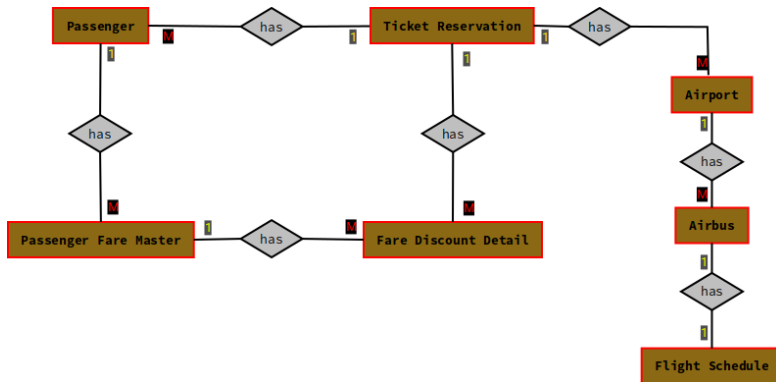 Passenger
has
Ticket Reservation
has
M
1
1
1
1
M
Airport
1
has
has
has
M
M
M
Airbus
1
M
Passenger Fare Master
has
Fare Discount Detail
1
has
1
Flight Schedule